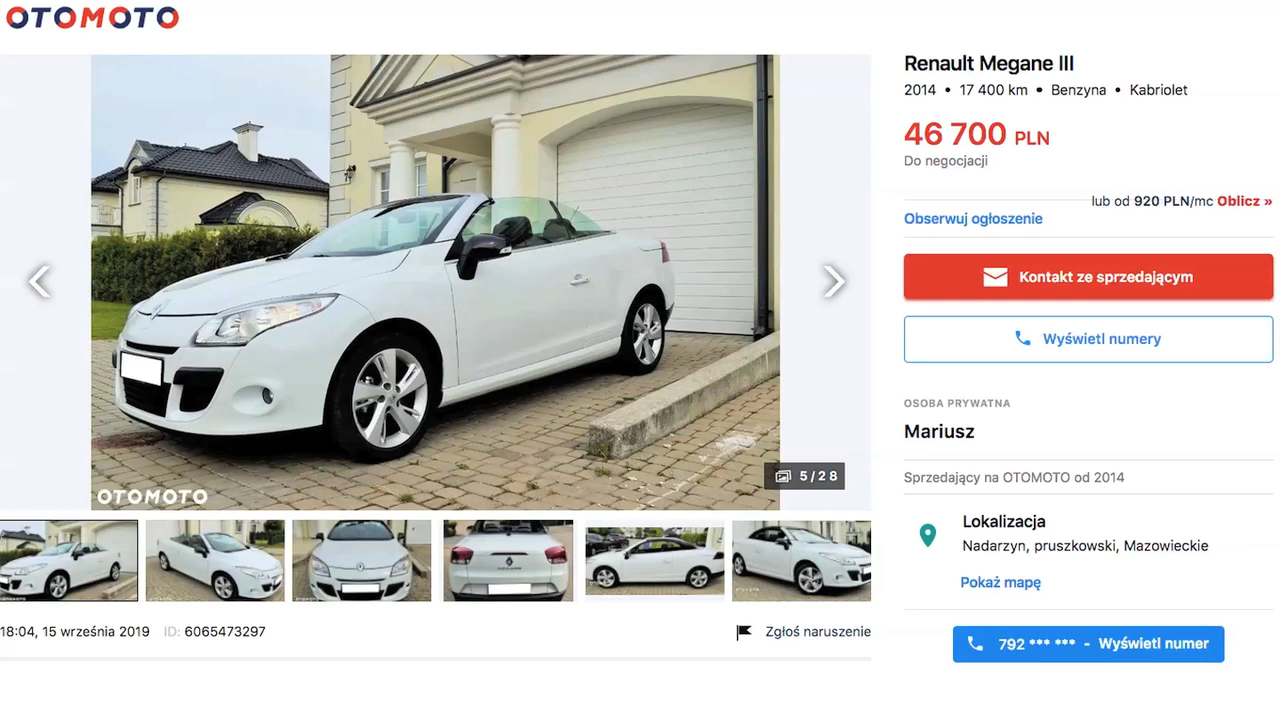 OTOMOTO
Renault Megane III
2014 • 17 400 km • Benzyna • Kabriolet
46 700 PLN
Do negocjacji
lub od 920 PLN/mc Oblicz »
Obserwuj ogłoszenie
Kontakt ze sprzedającym
Wyświetl numery
OSOBA PRYWATNA
Mariusz
Sprzedający na OTOMOTO od 2014
Lokalizacja
Nadarzyn, pruszkowski, Mazowieckie
Pokaż mapę
792 *** *** - Wyświetl numer
5/28
OTOMOTO
18:04, 15 września 2019 ID: 6065473297
Zgłoś naruszenie